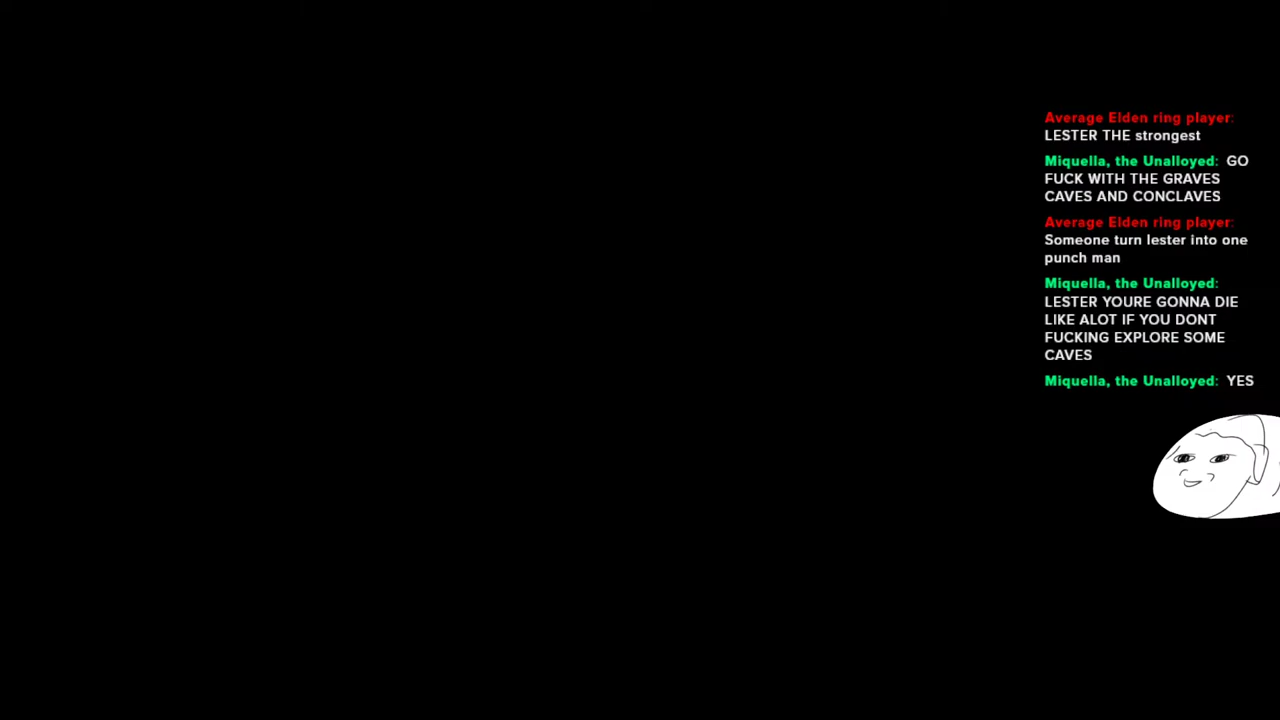 Average Elden ring player:
LESTER THE strongest
Miquella, the Unalloyed: GO
FUCK WITH THE GRAVES
CAVES AND CONCLAVES
Average Elden ring player:
Someone turn lester into one
punch man
Miquella, the Unalloyed:
LESTER YOURE GONNA DIE
LIKE ALOT IF YOU DONT
FUCKING EXPLORE SOME
CAVES
Miquella, the Unalloyed: YES